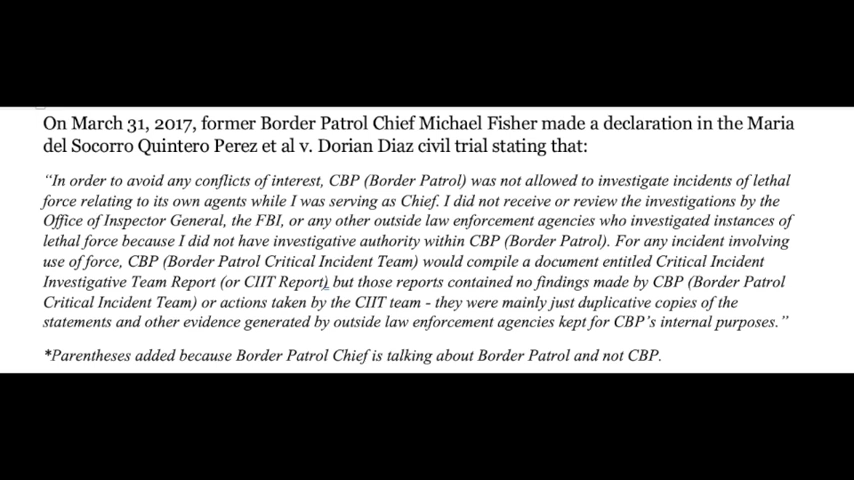 On March 31, 2017, former Border Patrol Chief Michael Fisher made a declaration in the Maria
del Socorro Quintero Perez et al v. Dorian Diaz civil trial stating that:
“In order to avoid any conflicts of interest, CBP (Border Patrol) was not allowed to investigate incidents of lethal
force relating to its own agents while I was serving as Chief. I did not receive or review the investigations by the
Office of Inspector General, the FBI, or any other outside law enforcement agencies who investigated instances of
lethal force because I did not have investigative authority within CBP (Border Patrol). For any incident involving
use of force, CBP (Border Patrol Critical Incident Team) would compile a document entitled Critical Incident
Investigative Team Report (or CIIT Report), but those reports contained no findings made by CBP (Border Patrol
Critical Incident Team) or actions taken by the CIIT team - they were mainly just duplicative copies of the
statements and other evidence generated by outside law enforcement agencies kept for CBP’s internal purposes.”
*Parentheses added because Border Patrol Chief is talking about Border Patrol and not CBP.